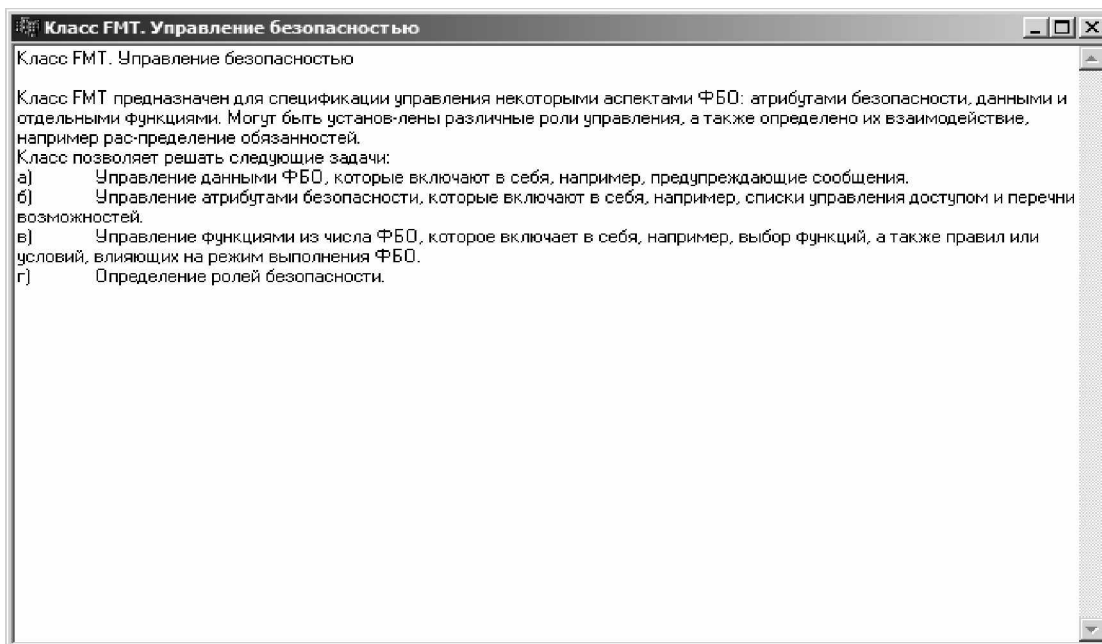 Класс FMT. Управление безопасностью
Класс FMT. Управление безопасностью
Класс FMT предназначен для спецификации управления некоторыми аспектами ФБО: атрибутами безопасности, данными и
отдельными функциями. Могут быть установ-лены различные роли управления, а также определено их взаимодействие,
например рас-пределение обязанностей.
Класс позволяет решать следующие задачи:
а) Управление данными ФБО, которые включают в себя, например, предупреждающие сообщения.
б) Управление атрибутами безопасности, которые включают в себя, например, списки управления доступом и перечни
возможностей.
в) Управление функциями из числа ФБО, которое включает в себя, например, выбор функций, а также правил или
условий, влияющих на режим выполнения ФБО.
г) Определение ролей безопасности.